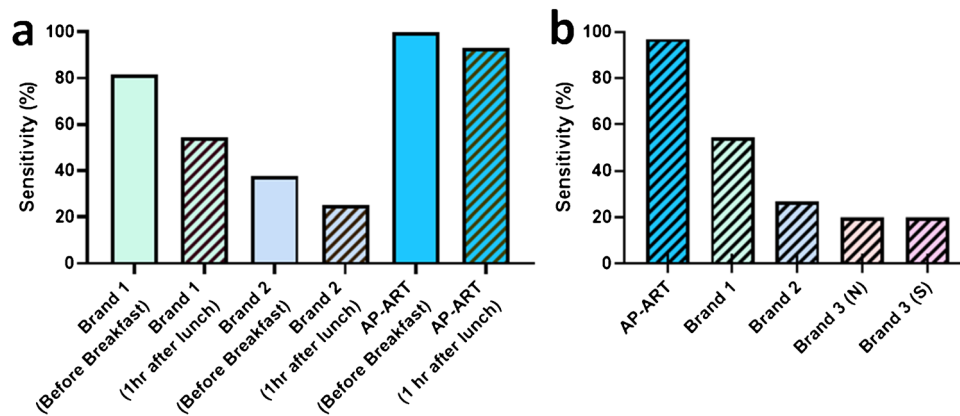 a
Sensitivity (%)
100
80
60
40
20
0
Brand 1
(Before Breakfast)
Brand 1
(1hr after lunch)
Brand 2
(Before Breakfast)
Brand 2
(1hr after lunch)
AP-ART
(Before Breakfast)
AP-ART
(1 hr after lunch)
b
Sensitivity (%)
100
80
60
40
20
0
AP-ART
Brand 1
Brand 2
Brand 3 (N)
Brand 3 (S)